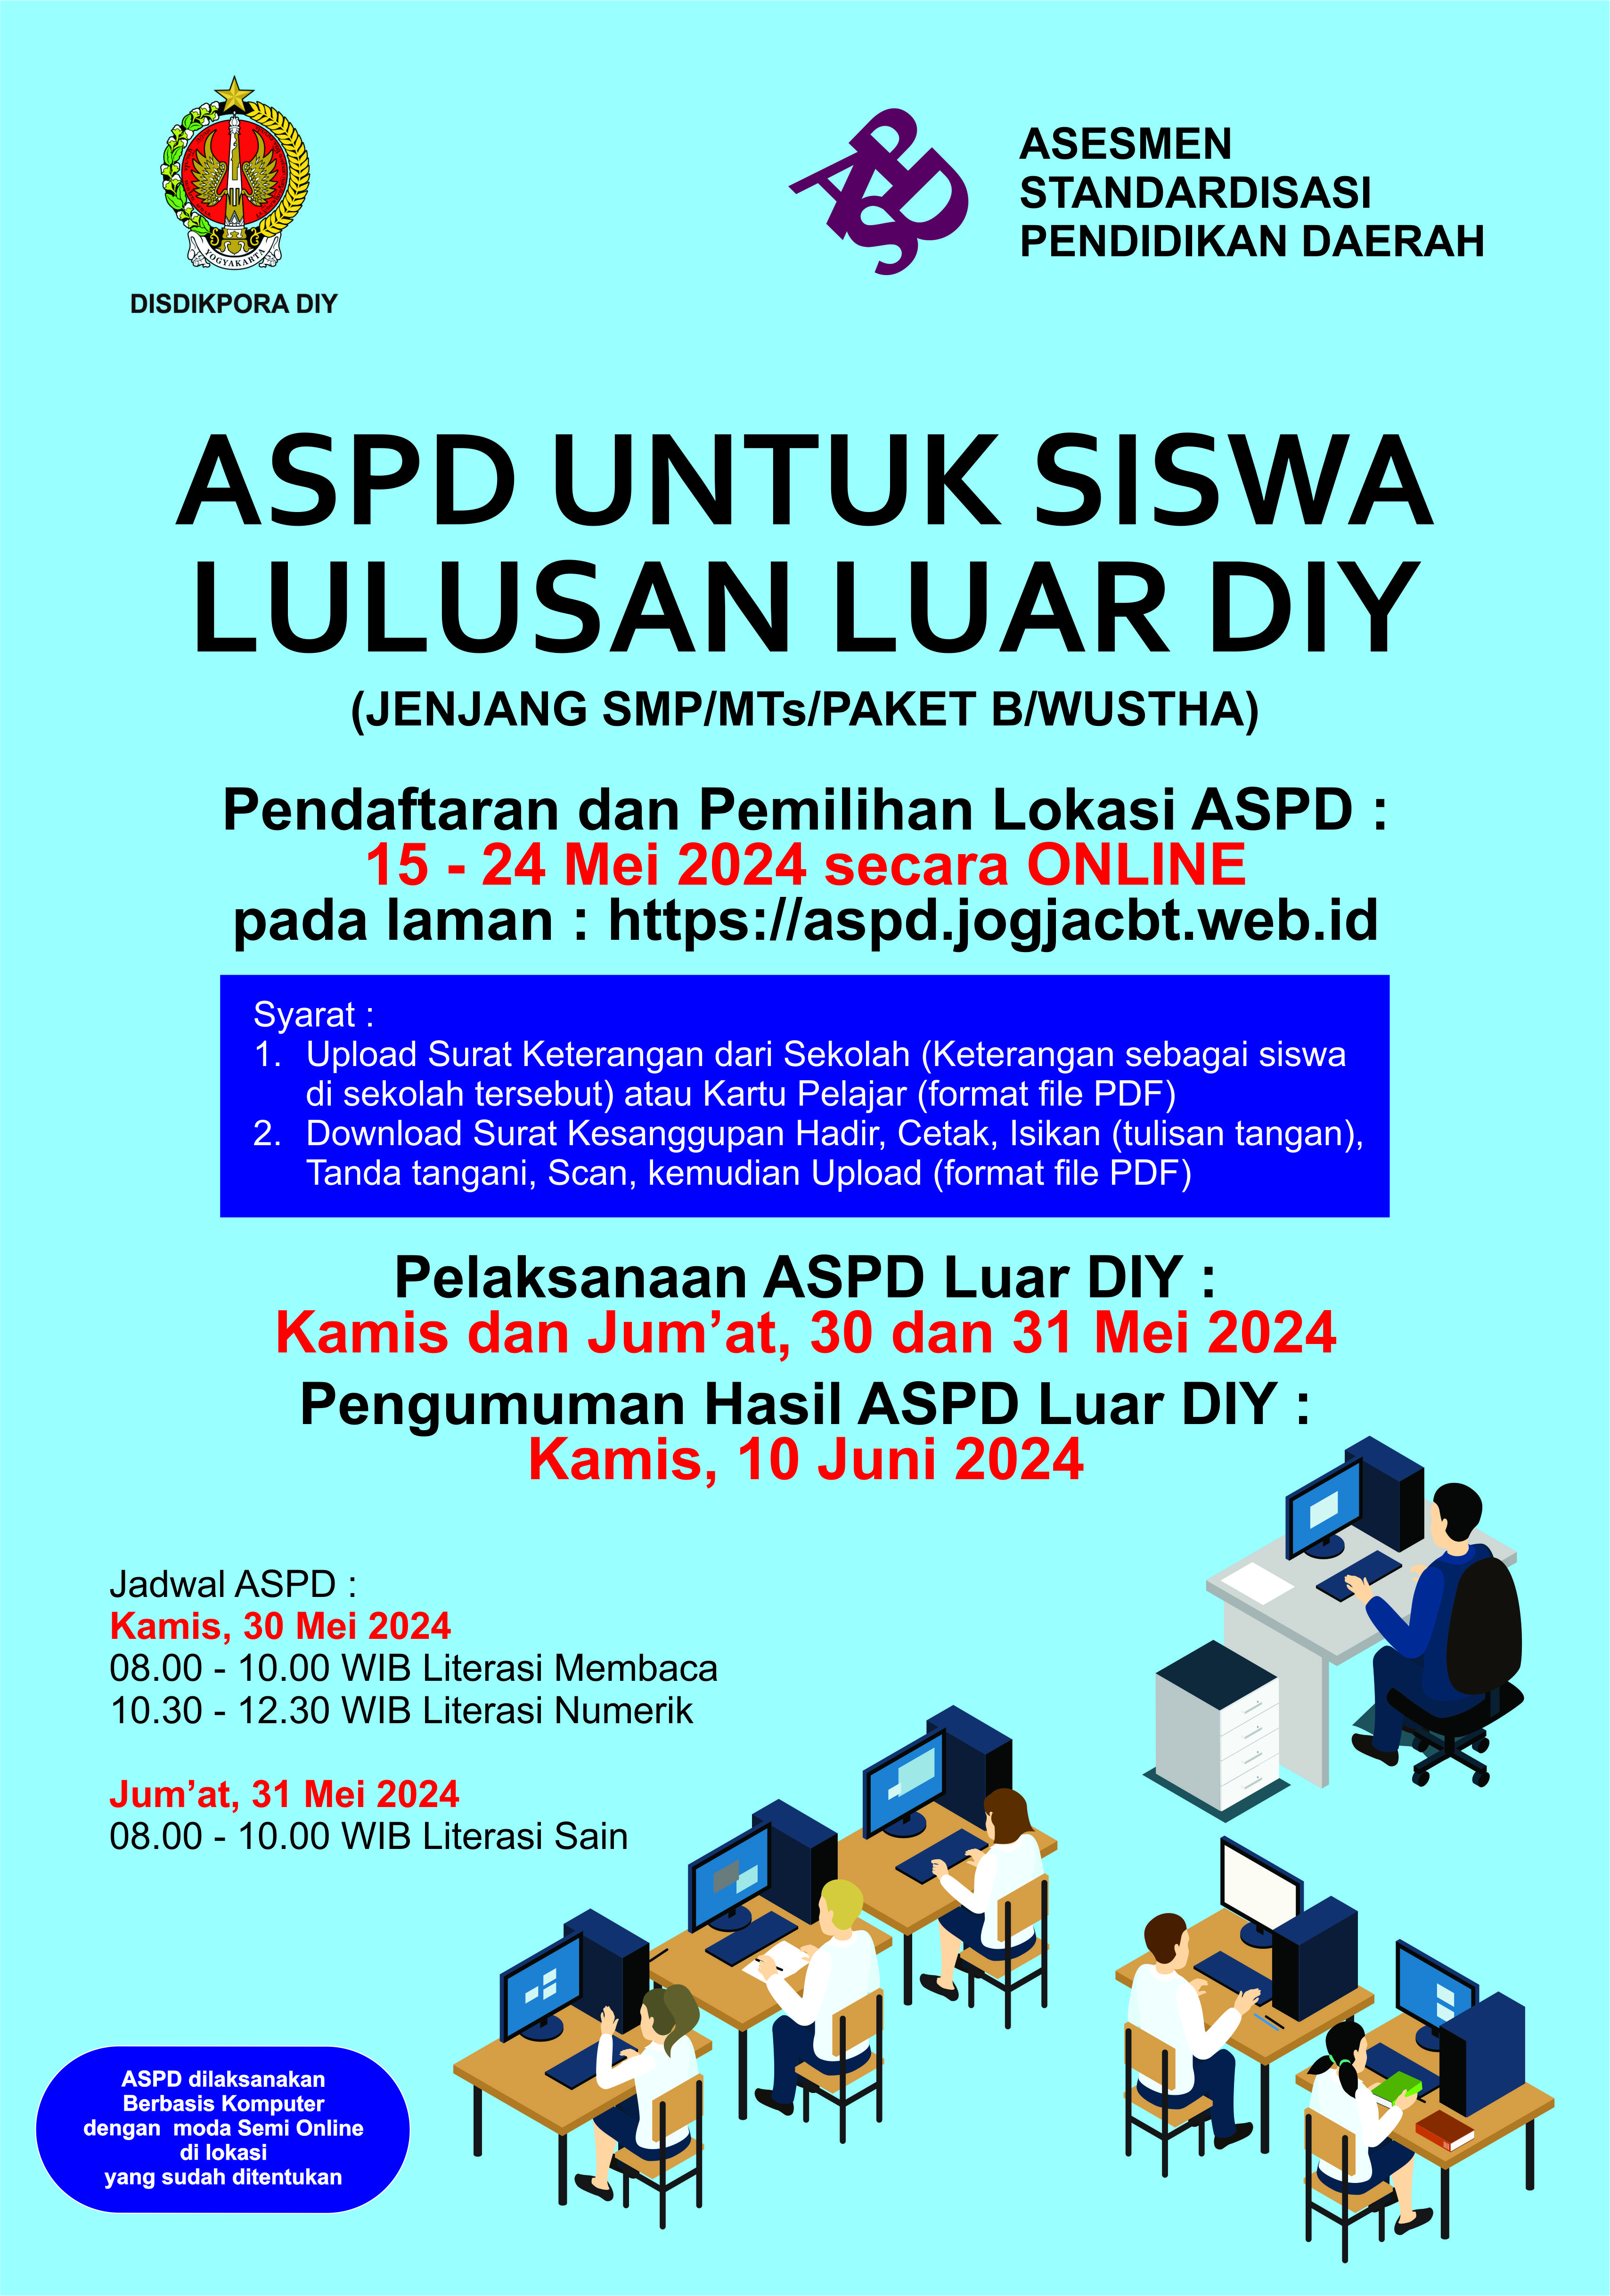 YOGYAKARTA
DISDIKPORA DIY
ASPD
ASESMEN
STANDARDISASI
PENDIDIKAN DAERAH
ASPD UNTUK SISWA
LULUSAN LUAR DIY
(JENJANG SMP/MTs/PAKET B/WUSTHA)
Pendaftaran dan Pemilihan Lokasi ASPD :
15 - 24 Mei 2024 secara ONLINE
pada laman : https://aspd.jogjacbt.web.id
Syarat :
1. Upload Surat Keterangan dari Sekolah (Keterangan sebagai siswa
di sekolah tersebut) atau Kartu Pelajar (format file PDF)
2. Download Surat Kesanggupan Hadir, Cetak, Isikan (tulisan tangan),
Tanda tangani, Scan, kemudian Upload (format file PDF)
Pelaksanaan ASPD Luar DIY :
Kamis dan Jum’at, 30 dan 31 Mei 2024
Pengumuman Hasil ASPD Luar DIY :
Kamis, 10 Juni 2024
Jadwal ASPD :
Kamis, 30 Mei 2024
08.00 - 10.00 WIB Literasi Membaca
10.30 - 12.30 WIB Literasi Numerik
Jum’at, 31 Mei 2024
08.00 - 10.00 WIB Literasi Sain
ASPD dilaksanakan
Berbasis Komputer
dengan moda Semi Online
di lokasi
yang sudah ditentukan